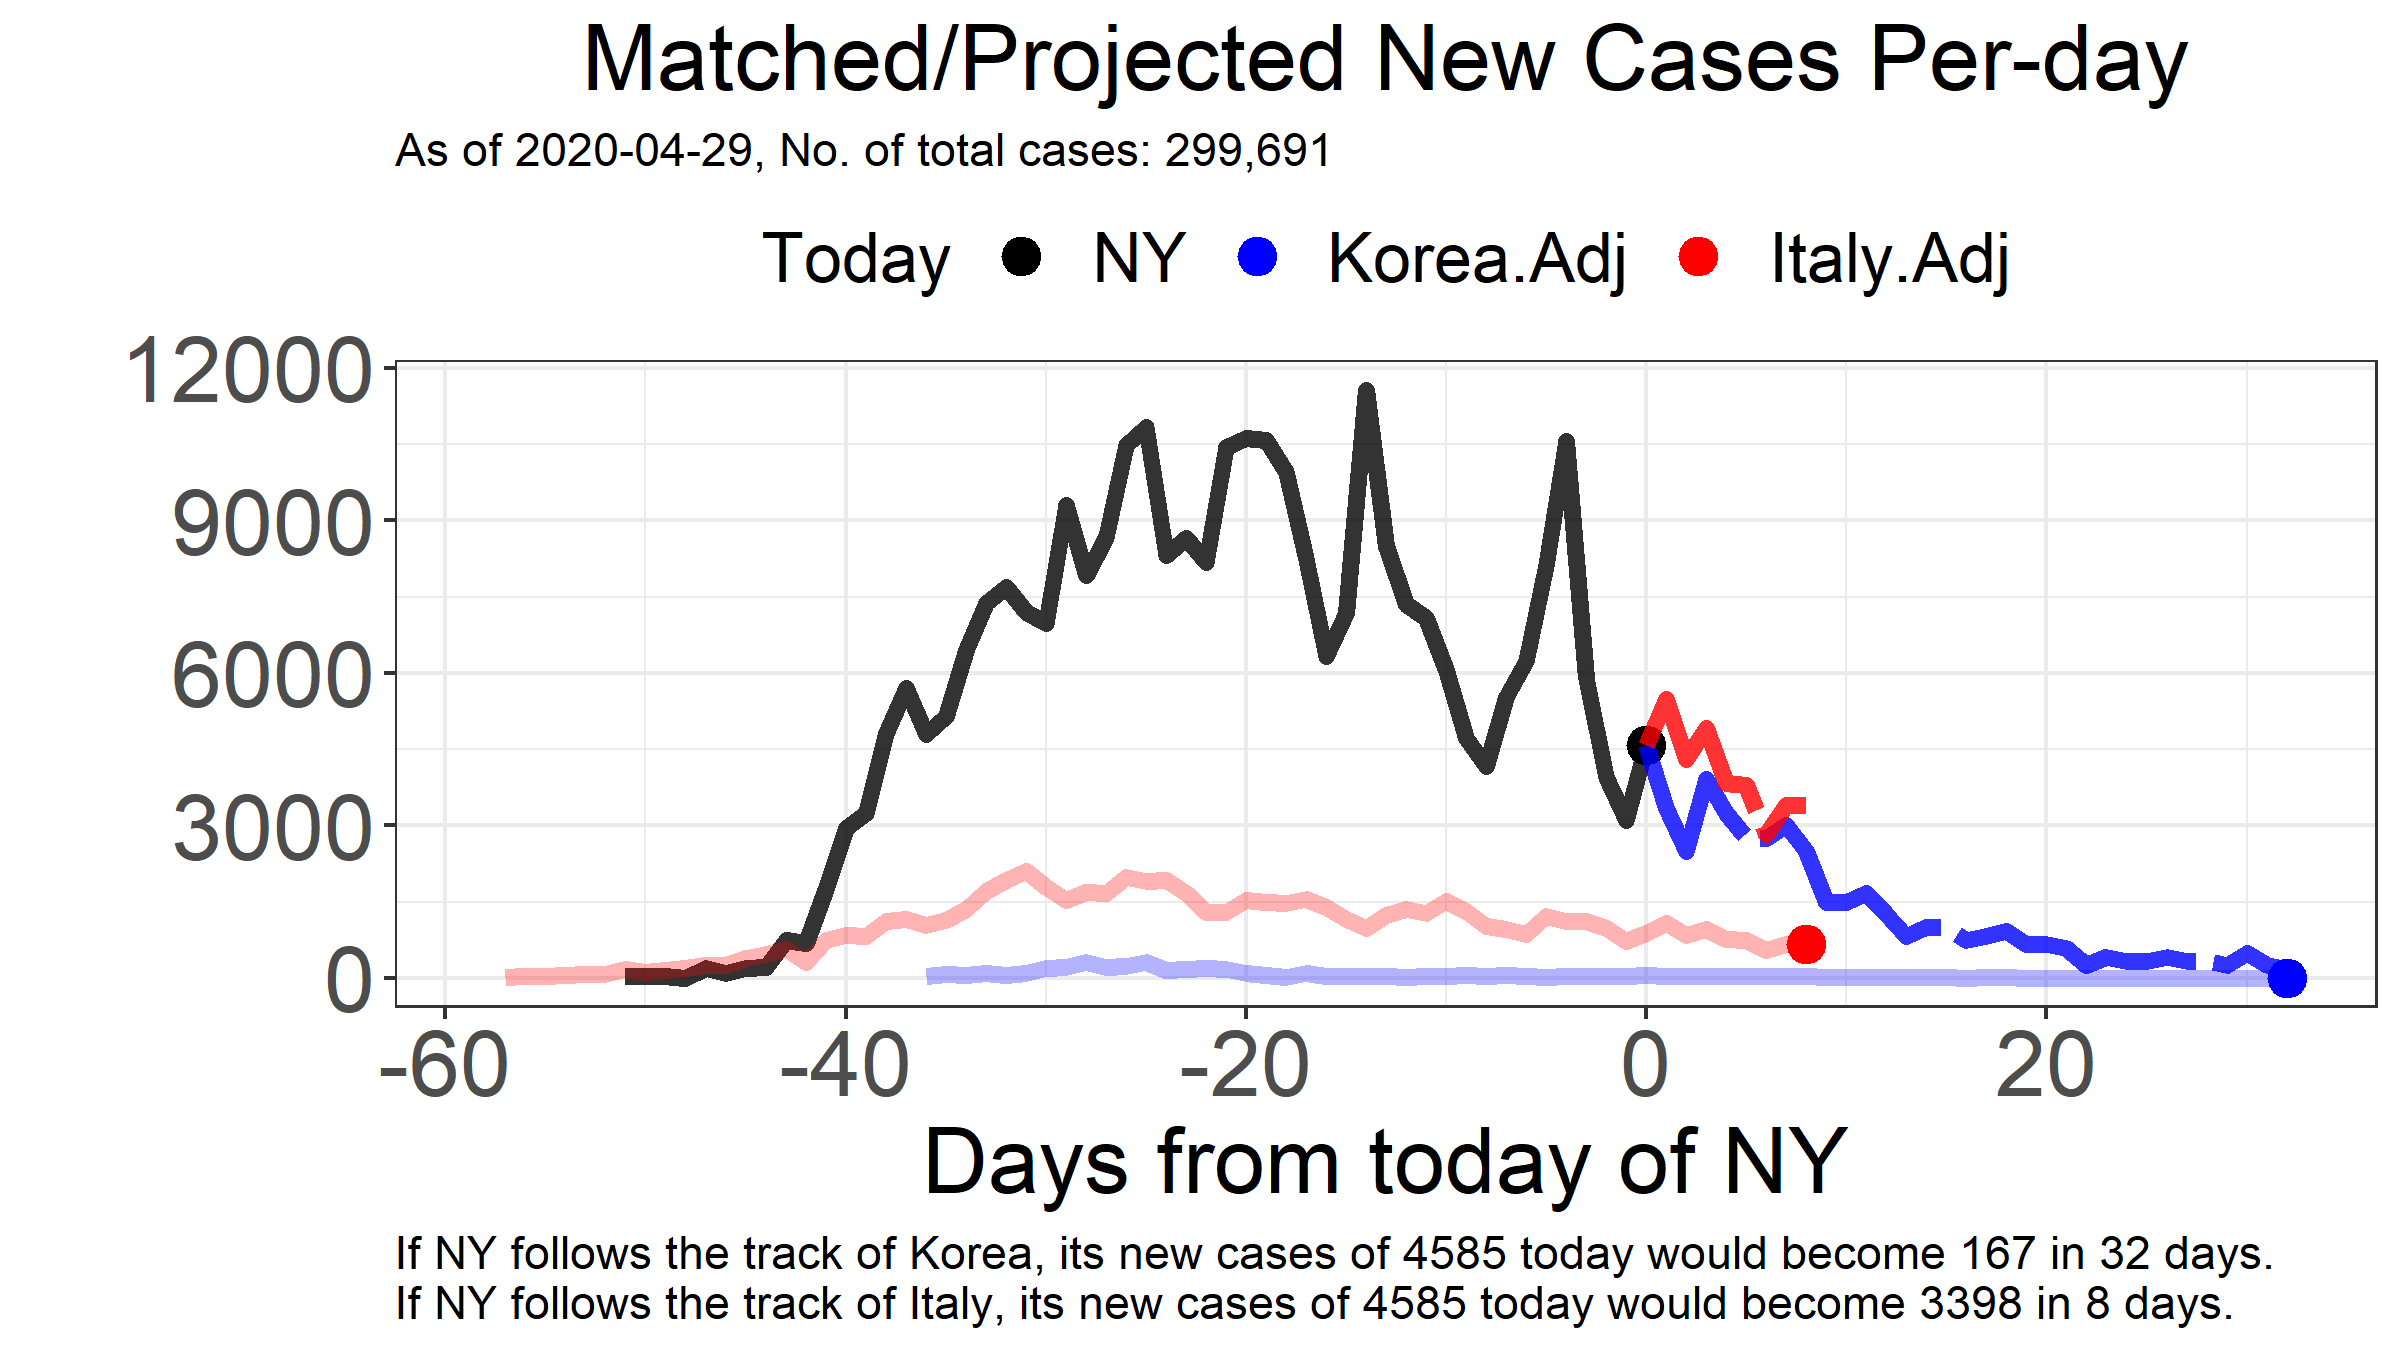 Matched/Projected New Cases Per-day
As of 2020-04-29, No. of total cases: 299,691
Today NY Korea.Adj Italy.Adj
12000
9000
6000
3000
0
-60 -40 -20 0 20
Days from today of NY
If NY follows the track of Korea, its new cases of 4585 today would become 167 in 32 days.
If NY follows the track of Italy, its new cases of 4585 today would become 3398 in 8 days.